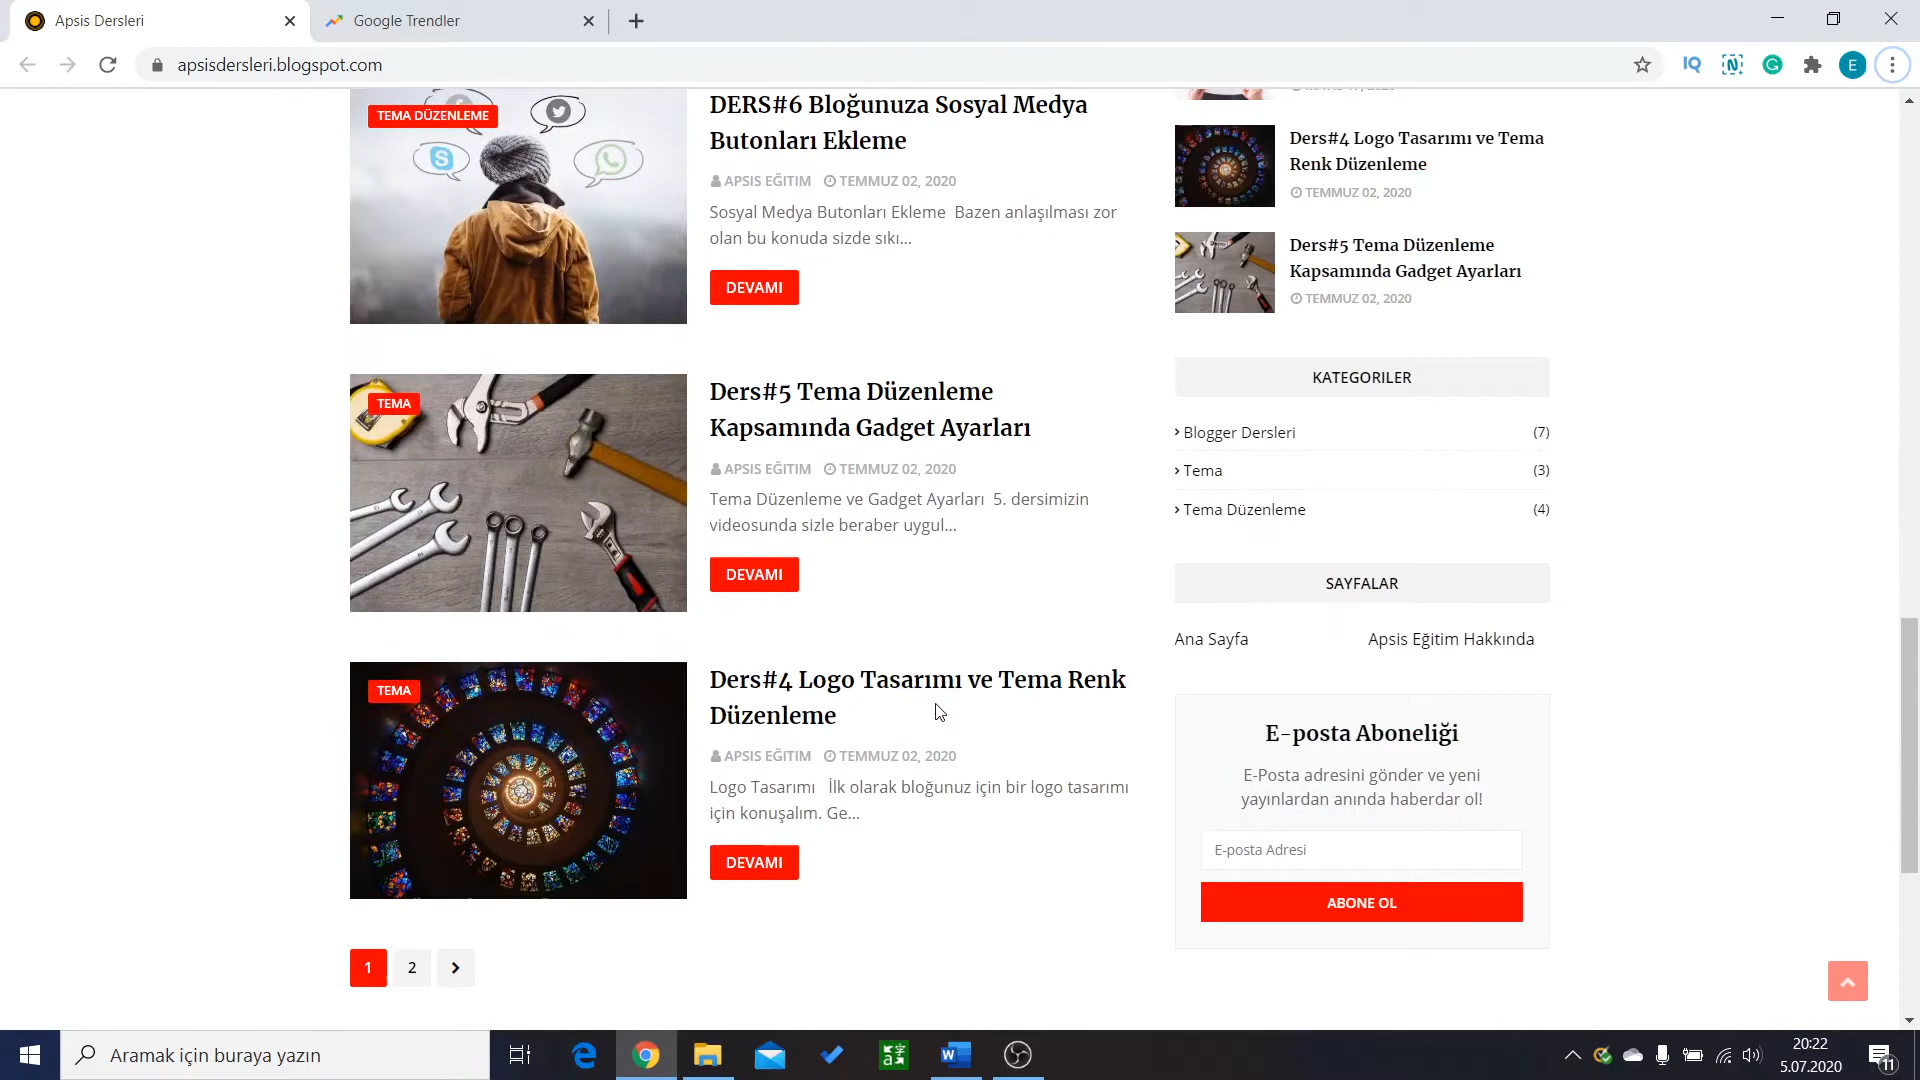 Apsis Dersleri
Google Trendler
apsisdersleri.blogspot.com
IQ
E
TEMA DÜZENLEME
DERS#6 Bloğunuza Sosyal Medya
Butonları Ekleme
APSIS EĞITIM TEMMUZ 02, 2020
Sosyal Medya Butonları Ekleme Bazen anlaşılması zor
olan bu konuda sizde sıkı...
DEVAMI
TEMA
Ders#5 Tema Düzenleme
Kapsamında Gadget Ayarları
APSIS EĞITIM TEMMUZ 02, 2020
Tema Düzenleme ve Gadget Ayarları 5. dersimizin
videosunda sizle beraber uygul...
DEVAMI
TEMA
Ders#4 Logo Tasarımı ve Tema Renk
Düzenleme
APSIS EĞITIM TEMMUZ 02, 2020
Logo Tasarımı İlk olarak bloğunuz için bir logo tasarımı
için konuşalım. Ge...
DEVAMI
1 2
Ders#4 Logo Tasarımı ve Tema
Renk Düzenleme
TEMMUZ 02, 2020
Ders#5 Tema Düzenleme
Kapsamında Gadget Ayarları
TEMMUZ 02, 2020
KATEGORILER
Blogger Dersleri (7)
Tema (3)
Tema Düzenleme (4)
SAYFALAR
Ana Sayfa Apsis Eğitim Hakkında
E-posta Aboneliği
E-Posta adresini gönder ve yeni
yayınlardan anında haberdar ol!
E-posta Adresi
ABONE OL
Aramak için buraya yazın
20:22
5.07.2020
11